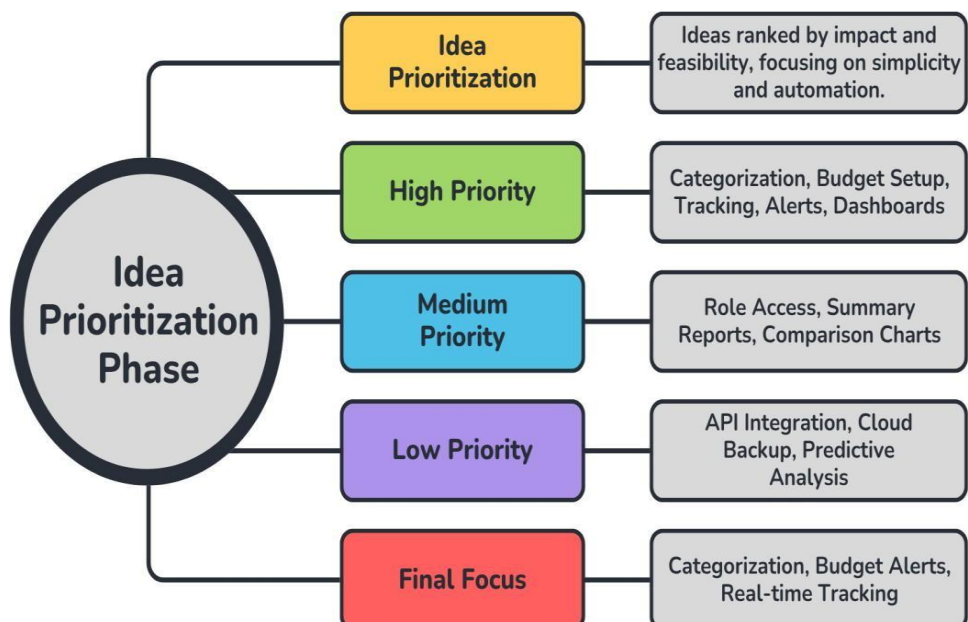 Idea
Prioritization
Phase
Idea
Prioritization
Ideas ranked by impact and
feasibility, focusing on simplicity
and automation.
High Priority
Categorization, Budget Setup,
Tracking, Alerts, Dashboards
Medium
Priority
Role Access, Summary
Reports, Comparison Charts
Low Priority
API Integration, Cloud
Backup, Predictive
Analysis
Final Focus
Categorization, Budget Alerts,
Real-time Tracking